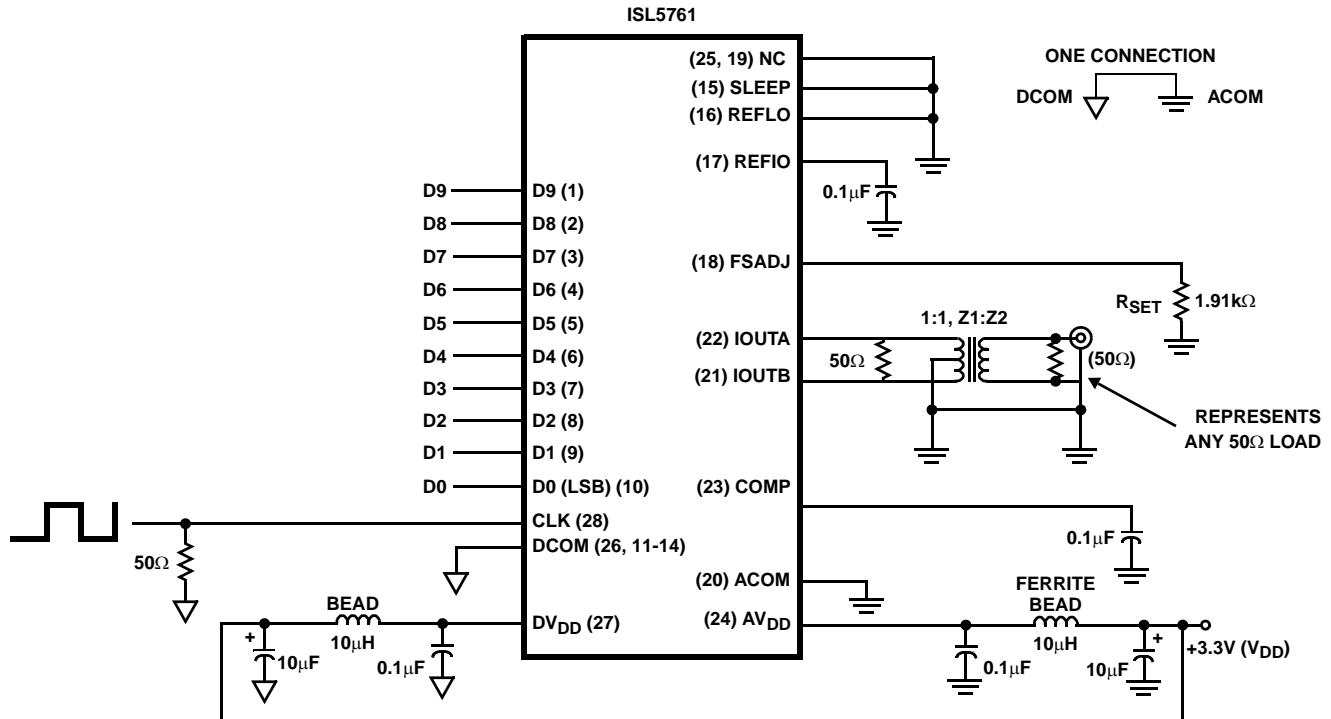 ISL5761
(25, 19) NC
ONE CONNECTION
(15) SLEEP
DCOM
ACOM
(16) REFLO
(17) REFIO
0.1μF
D9
D9 (1)
D8
D8 (2)
D7
D7 (3)
(18) FSADJ
D6
D6 (4)
RSET
1.91kΩ
D5
D5 (5)
1:1, Z1:Z2
(22) IOUTA
D4
D4 (6)
50Ω
(50Ω)
(21) IOUTB
D3
D3 (7)
D2
D2 (8)
REPRESENTS
ANY 50Ω LOAD
D1
D1 (9)
D0
D0 (LSB) (10)
(23) COMP
CLK (28)
50Ω
DCOM (26, 11-14)
0.1μF
(20) ACOM
FERRITE
BEAD
BEAD
DVDD (27)
(24) AVDD
+
10μH
10μF
0.1μF
10μH
+
+3.3V (VDD)
0.1μF
10μF